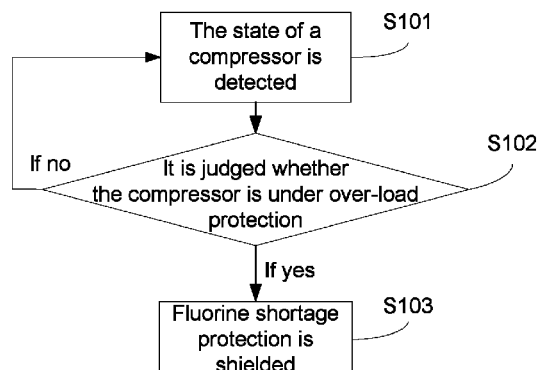 The state of a
compressor is
detected
S101
If no
It is judged whether
the compressor is under over-load
protection
S102
If yes
Fluorine shortage
protection is
shielded
S103